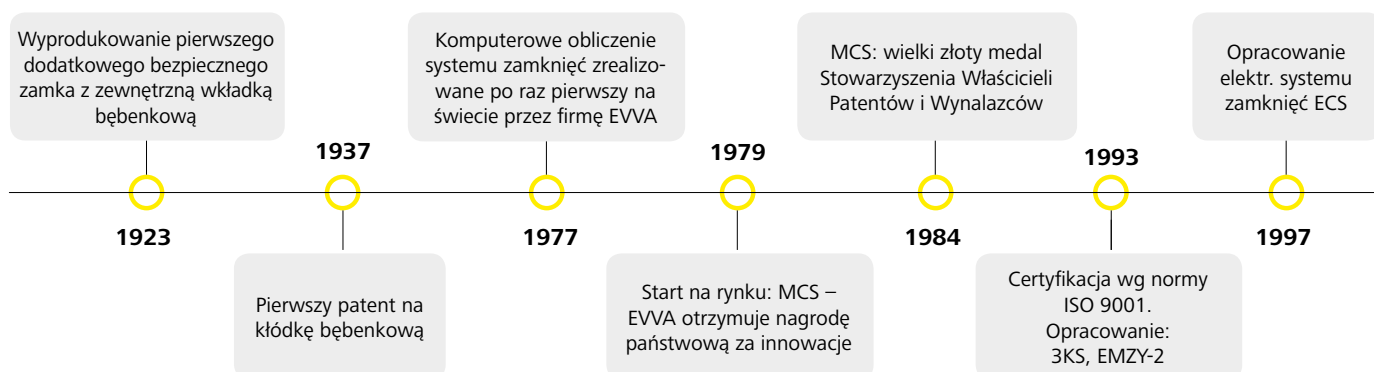 Wyprodukowanie pierwszego
dodatkowego bezpiecznego
zamka z zewnętrzną wkładką
bębenkową
1923
1937
Pierwszy patent na
kłódkę bębenkową
Komputerowe obliczenie
systemu zamknięć zrealizo-
wane po raz pierwszy na
świecie przez firmę EVVA
1977
1979
Start na rynku: MCS –
EVVA otrzymuje nagrodę
państwową za innowacje
MCS: wielki złoty medal
Stowarzyszenia Właścicieli
Patentów i Wynalazców
1984
1993
Certyfikacja wg normy
ISO 9001.
Opracowanie:
3KS, EMZY-2
Opracowanie
elektr. systemu
zamknięć ECS
1997